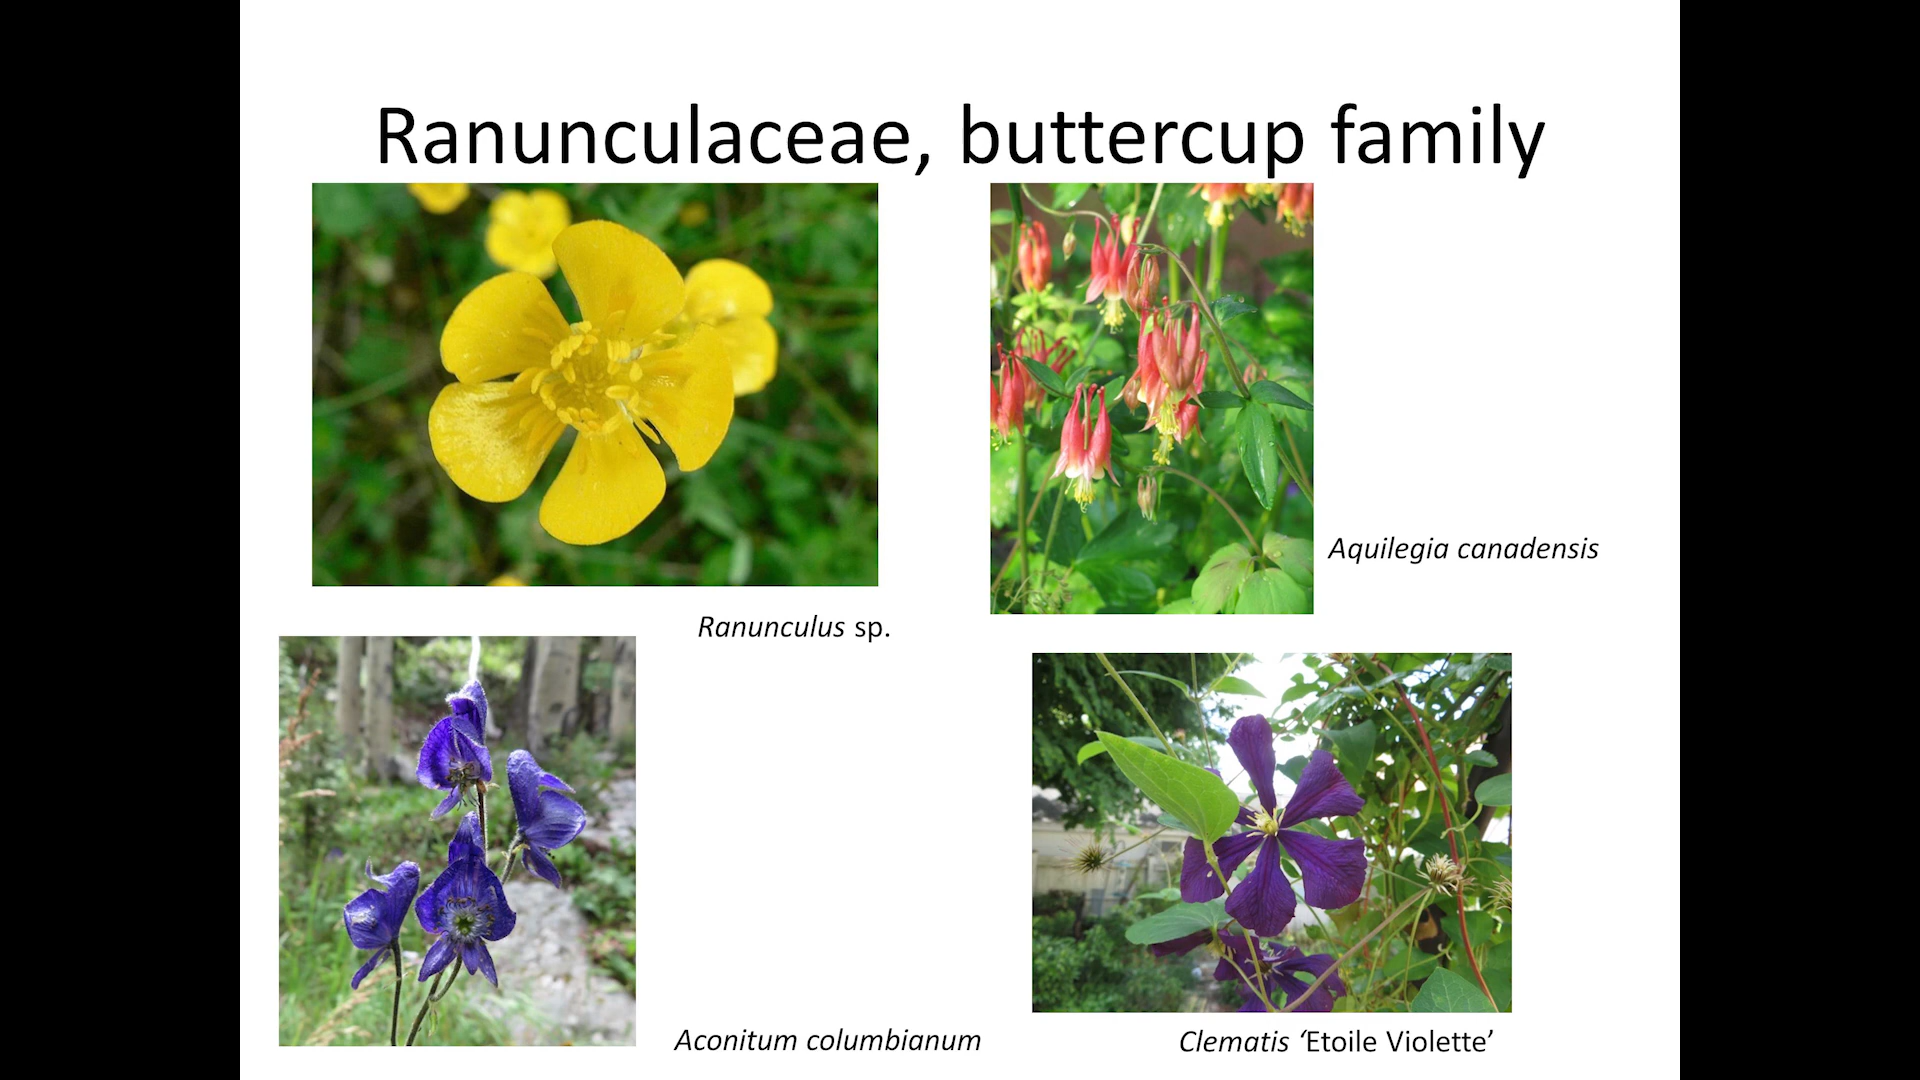 Ranunculaceae, buttercup family
Aquilegia canadensis
Ranunculus sp.
Aconitum columbianum
Clematis ‘Etoile Violette’